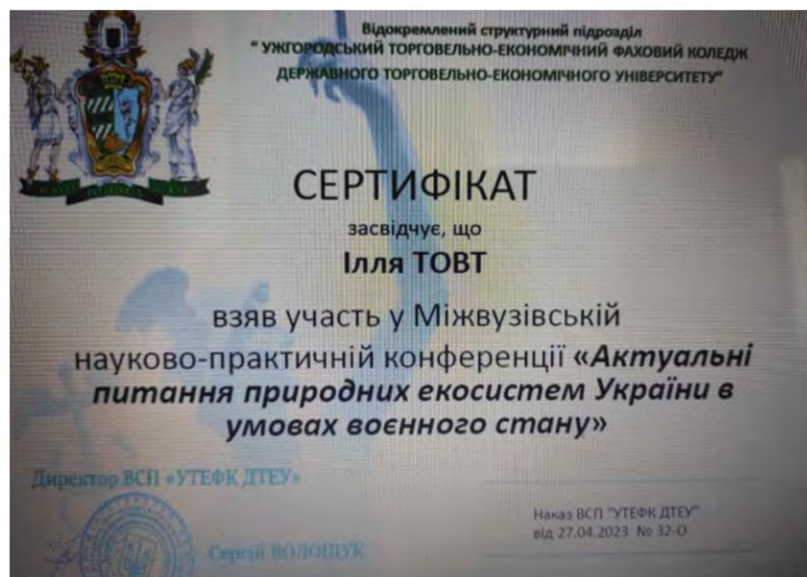 Відокремлений структурний підрозділ
" УЖГОРОДСЬКИЙ ТОРГОВЕЛЬНО-ЕКОНОМІЧНИЙ ФАХОВИЙ КОЛЕДЖ
ДЕРЖАВНОГО ТОРГОВЕЛЬНО-ЕКОНОМІЧНОГО УНІВЕРСИТЕТУ"
СЕРТИФІКАТ
засвідчує, що
Ілля ТОВТ
взяв участь у Міжвузівській
науково-практичній конференції «Актуальні
питання природних екосистем України в
умовах воєнного стану»
Директор ВСП «УТЕФК ДТЕУ»
Сергій ВОЛОЩУК
Наказ ВСП "УТЕФК ДТЕУ"
від 27.04.2023 № 32-О